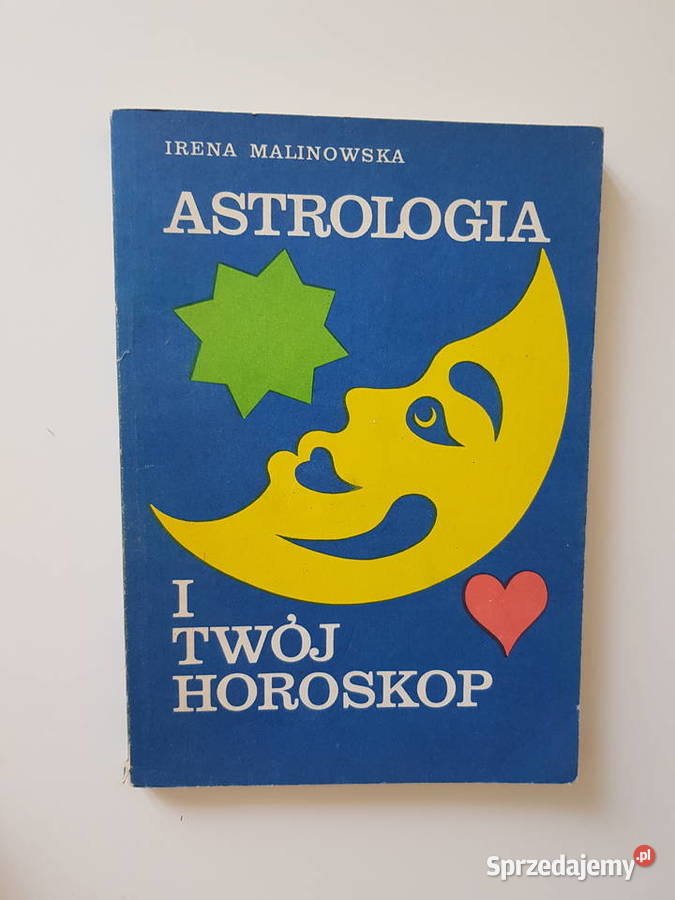 IRENA MALINOWSKA
ASTROLOGIA
I
TWÓJ
HOROSKOP
Sprzedajemy.pl